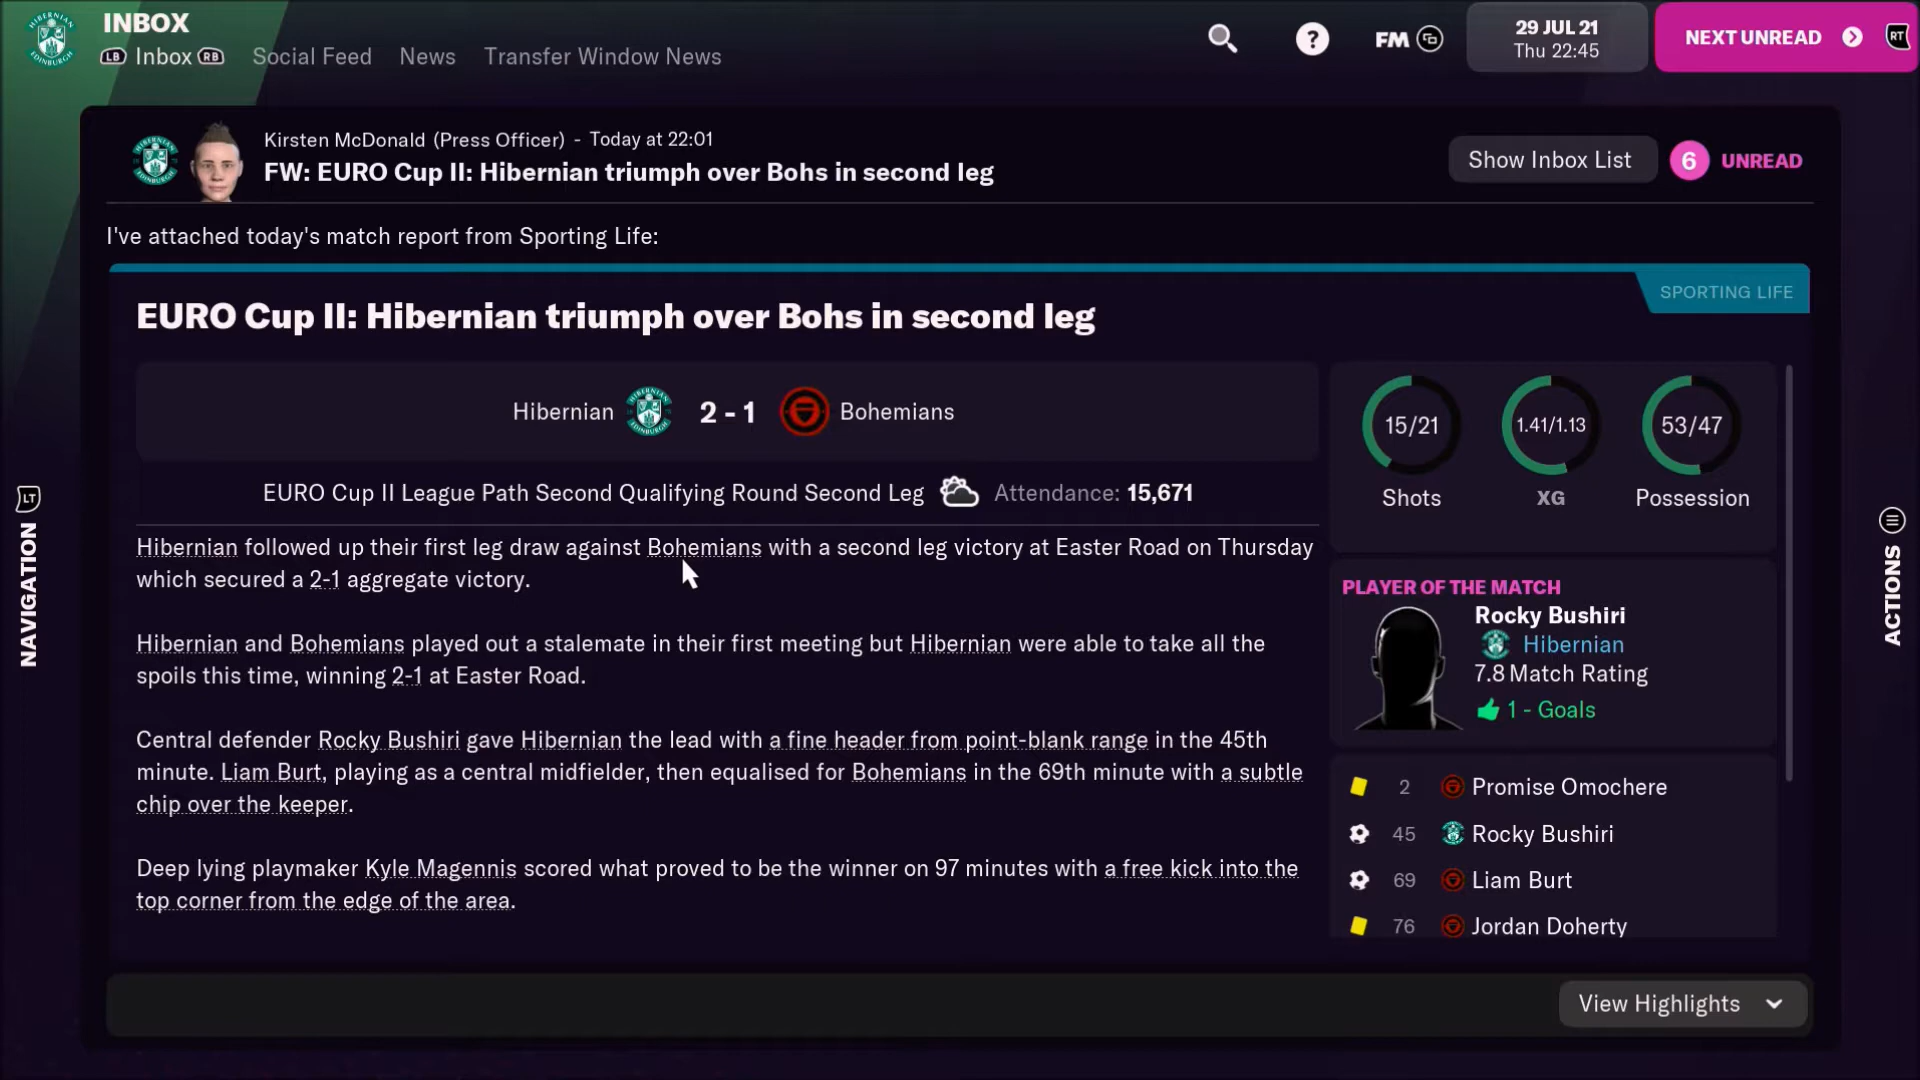 INBOX
LB Inbox RB Social Feed News Transfer Window News
FM
29 JUL 21
Thu 22:45
NEXT UNREAD RT
Kirsten McDonald (Press Officer) - Today at 22:01
FW: EURO Cup II: Hibernian triumph over Bohs in second leg
Show Inbox List
6 UNREAD
I've attached today's match report from Sporting Life:
SPORTING LIFE
EURO Cup II: Hibernian triumph over Bohs in second leg
Hibernian 2 - 1 Bohemians
EURO Cup II League Path Second Qualifying Round Second Leg Attendance: 15,671
Hibernian followed up their first leg draw against Bohemians with a second leg victory at Easter Road on Thursday
which secured a 2-1 aggregate victory.
Hibernian and Bohemians played out a stalemate in their first meeting but Hibernian were able to take all the
spoils this time, winning 2-1 at Easter Road.
Central defender Rocky Bushiri gave Hibernian the lead with a fine header from point-blank range in the 45th
minute. Liam Burt, playing as a central midfielder, then equalised for Bohemians in the 69th minute with a subtle
chip over the keeper.
Deep lying playmaker Kyle Magennis scored what proved to be the winner on 97 minutes with a free kick into the
top corner from the edge of the area.
15/21 1.41/1.13 53/47
Shots XG Possession
PLAYER OF THE MATCH
Rocky Bushiri
Hibernian
7.8 Match Rating
1 - Goals
2 Promise Omochere
45 Rocky Bushiri
69 Liam Burt
76 Jordan Doherty
View Highlights
LT
NAVIGATION
ACTIONS
HIBERNIAN
EDINBURGH